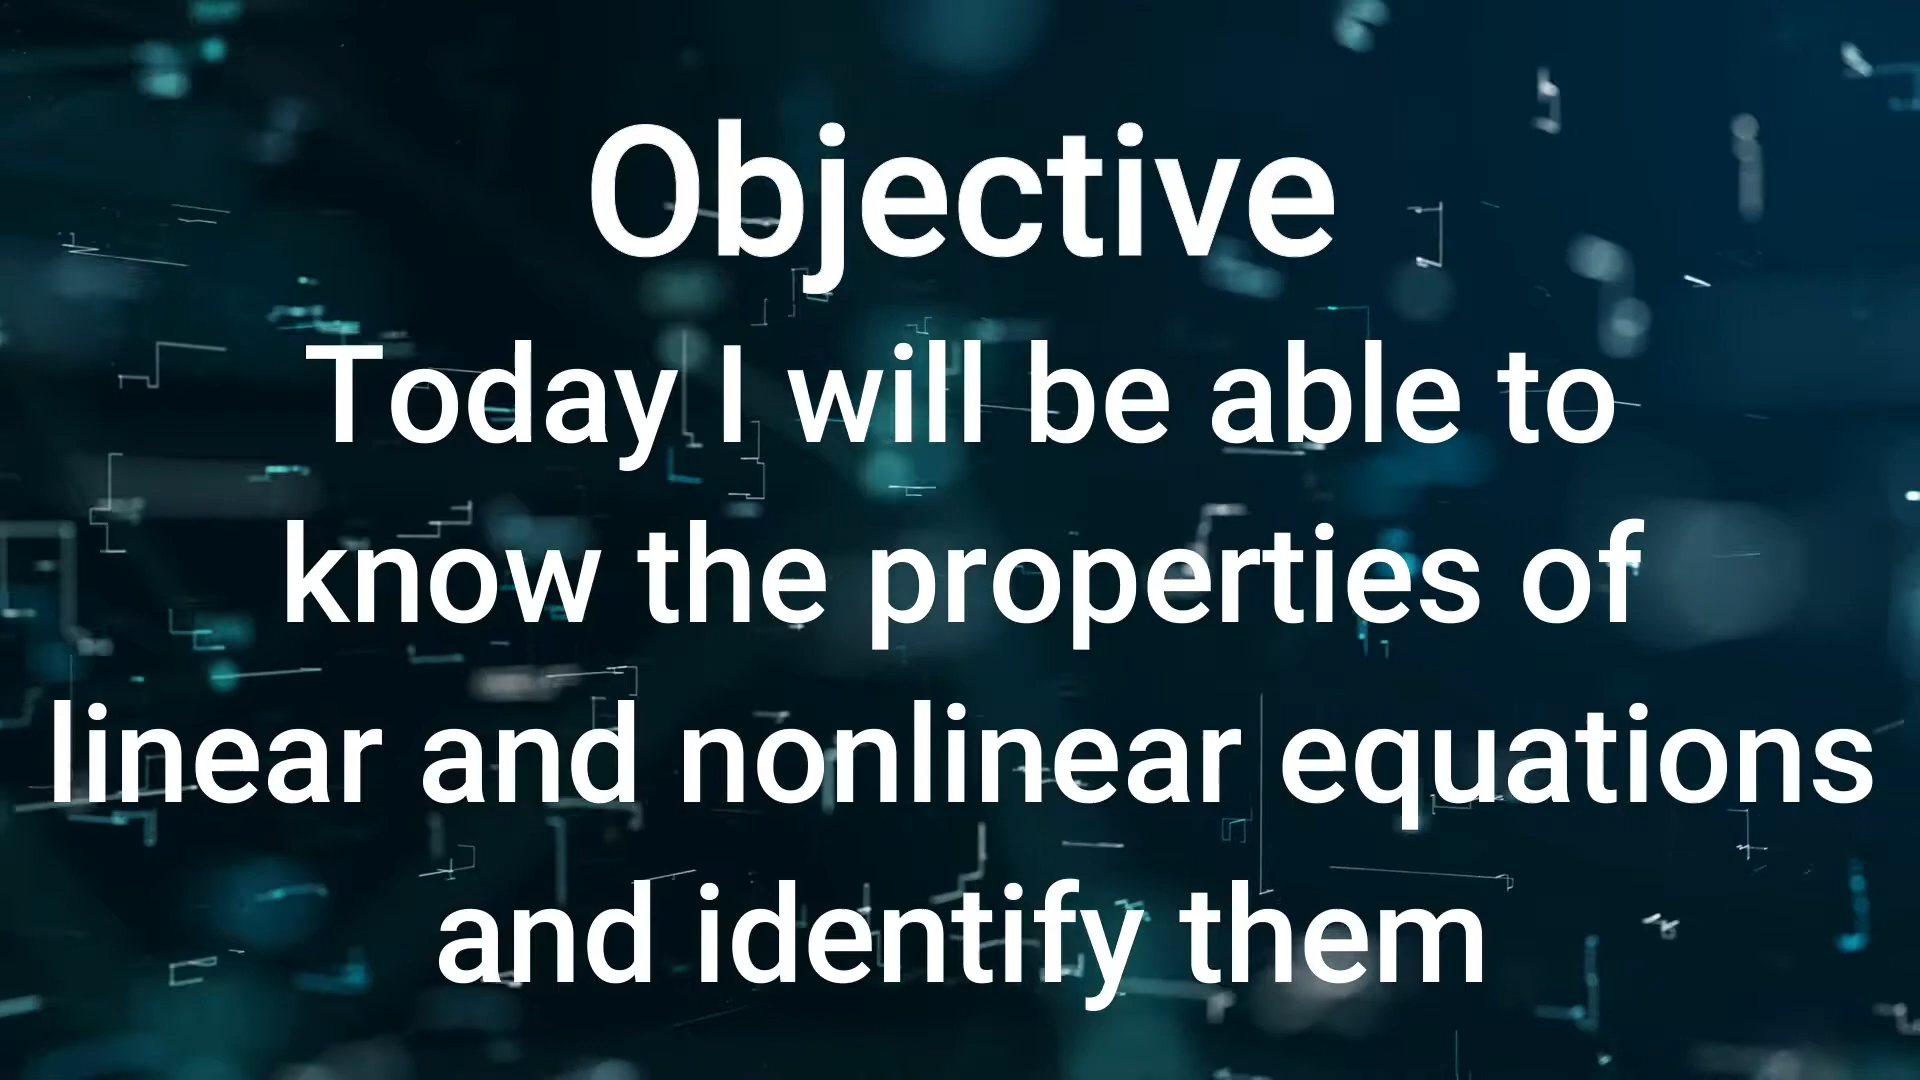 Objective
Today I will be able to
know the properties of
linear and nonlinear equations
and identify them